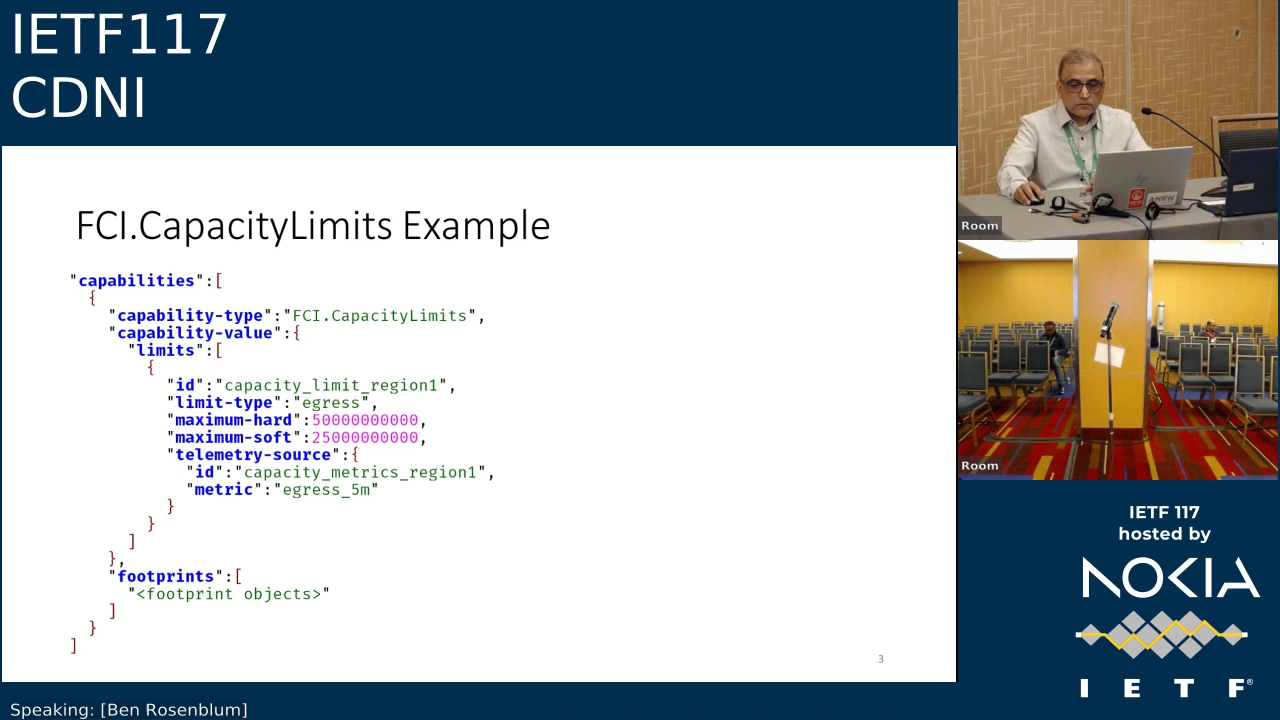 IETF117
CDNI
FCI.CapacityLimits Example
"capabilities":[
{
"capability-type":"FCI.CapacityLimits",
"capability-value":{
"limits":[
{
"id":"capacity_limit_region1",
"limit-type":"egress",
"maximum-hard":50000000000,
"maximum-soft":25000000000,
"telemetry-source":{
"id":"capacity_metrics_region1",
"metric":"egress_5m"
}
}
]
},
"footprints":[
"<footprint objects>"
]
}
]
3
Speaking: [Ben Rosenblum]
Room
Room
IETF 117
hosted by
NOKIA
I E T F®